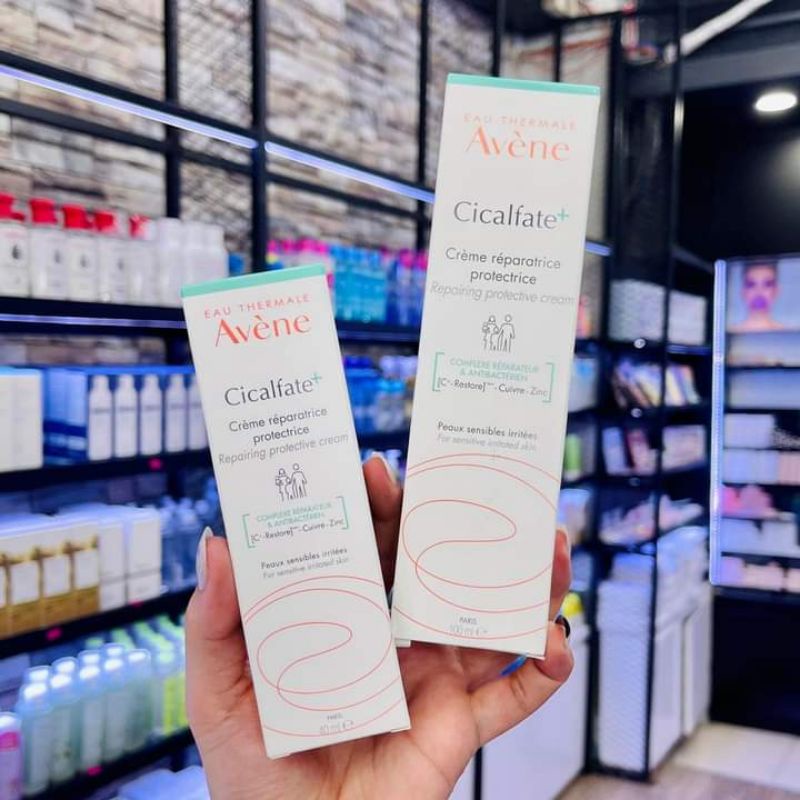 EAU THERMALE
Avène
Cicalfate+
Crème réparatrice
protectrice
Repairing protective cream
COMPLEXE RÉPARATEUR
& ANTIBACTÉRIEN
[C+-Restore]™-Cuivre-Zinc
Peaux sensibles irritées
For sensitive irritated skin
PARIS
40 ml ℮
EAU THERMALE
Avène
Cicalfate+
Crème réparatrice
protectrice
Repairing protective cream
COMPLEXE RÉPARATEUR
& ANTIBACTÉRIEN
[C+-Restore]™-Cuivre-Zinc
Peaux sensibles irritées
For sensitive irritated skin
PARIS
100 ml ℮